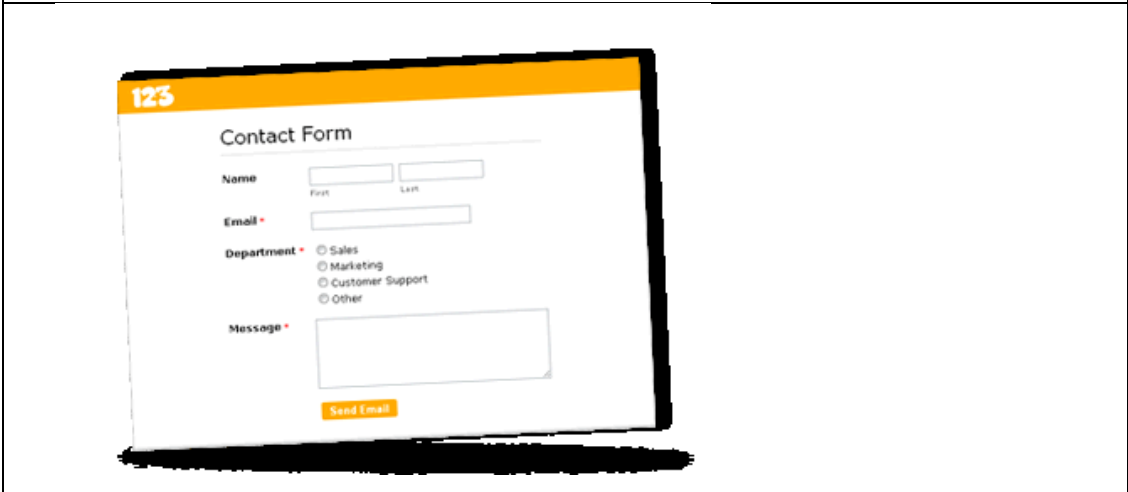 123
Contact Form
Name
First Last
Email *
Department * Sales
Marketing
Customer Support
Other
Message *
Send Email